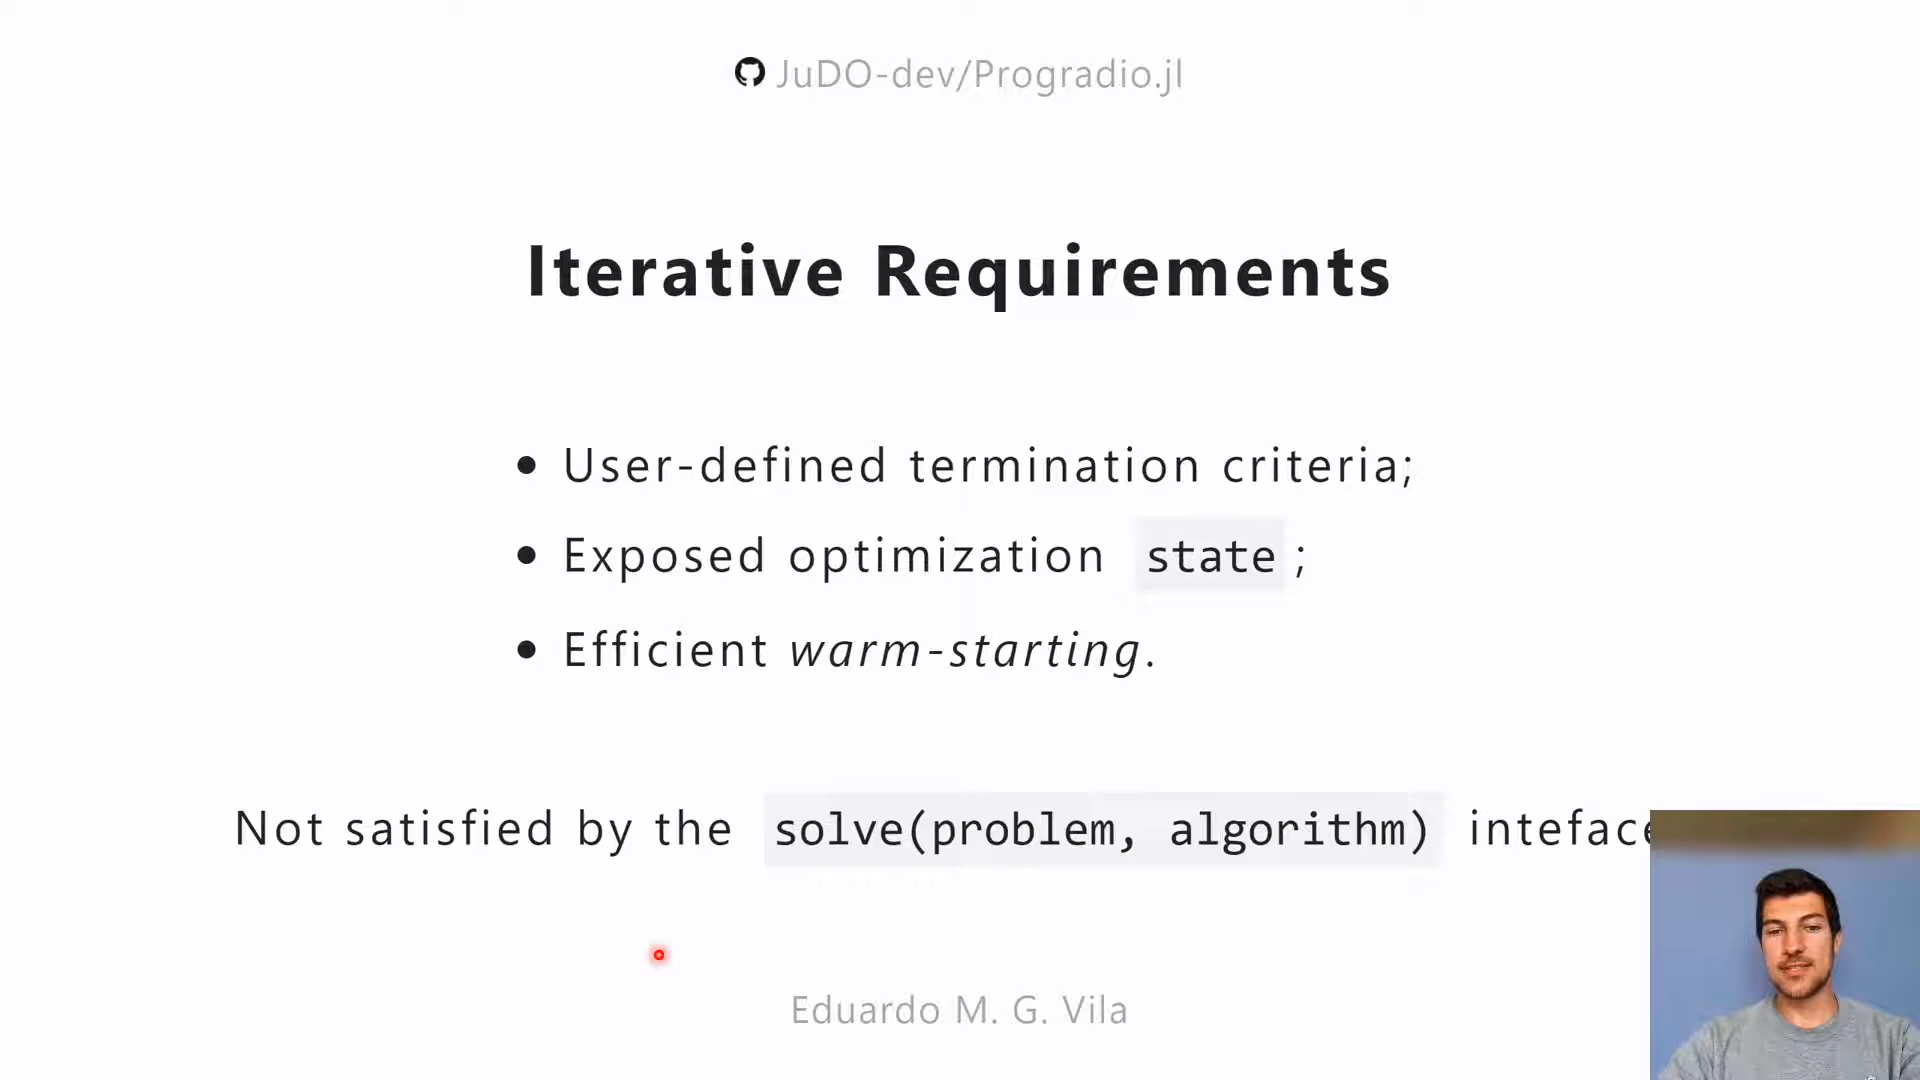 JuDO-dev/Progradio.jl
Iterative Requirements
• User-defined termination criteria;
• Exposed optimization state ;
• Efficient warm-starting.
Not satisfied by the solve(problem, algorithm) inteface
Eduardo M. G. Vila